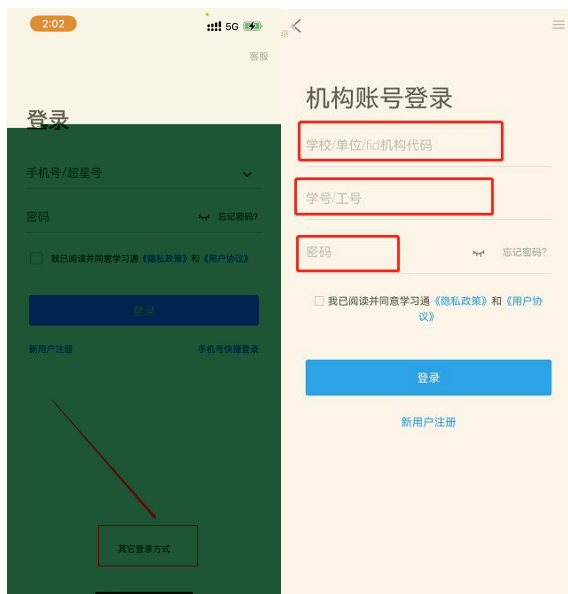 2:02
5G
客服
登录
手机号/超星号
密码
忘记密码?
我已阅读并同意学习通《隐私政策》和《用户协议》
登录
新用户注册
手机号快捷登录
其它登录方式
机构账号登录
学校/单位/fid机构代码
学号/工号
密码
忘记密码?
我已阅读并同意学习通《隐私政策》和《用户协
议》
登录
新用户注册